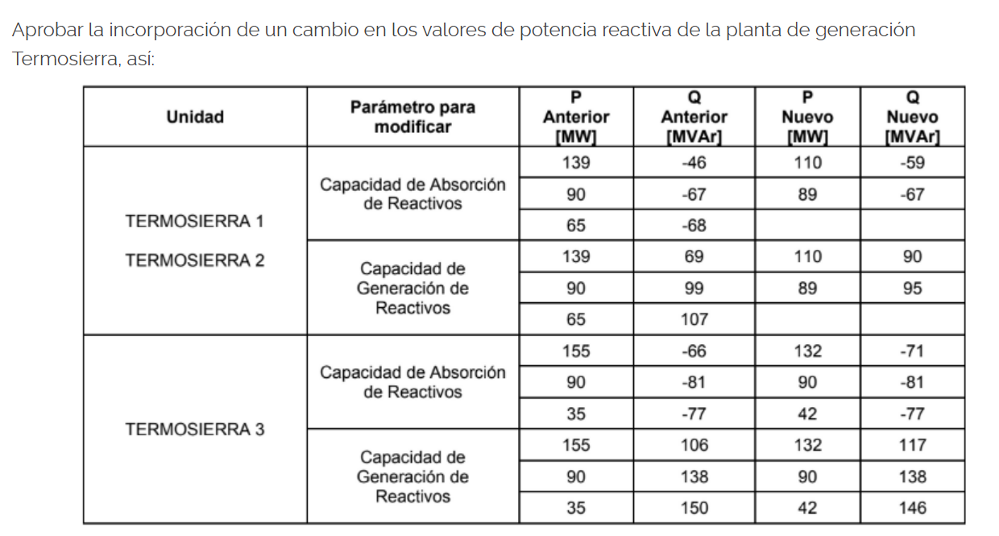 Aprobar la incorporación de un cambio en los valores de potencia reactiva de la planta de generación
Termosierra, así:
Unidad
Parámetro para
modificar
P
Anterior
[MW]
Q
Anterior
[MVAr]
P
Nuevo
[MW]
Q
Nuevo
[MVAr]
TERMOSIERRA 1
TERMOSIERRA 2
Capacidad de Absorción
de Reactivos
139 -46 110 -59
90 -67 89 -67
65 -68
Capacidad de
Generación de
Reactivos
139 69 110 90
90 99 89 95
65 107
TERMOSIERRA 3
Capacidad de Absorción
de Reactivos
155 -66 132 -71
90 -81 90 -81
35 -77 42 -77
Capacidad de
Generación de
Reactivos
155 106 132 117
90 138 90 138
35 150 42 146